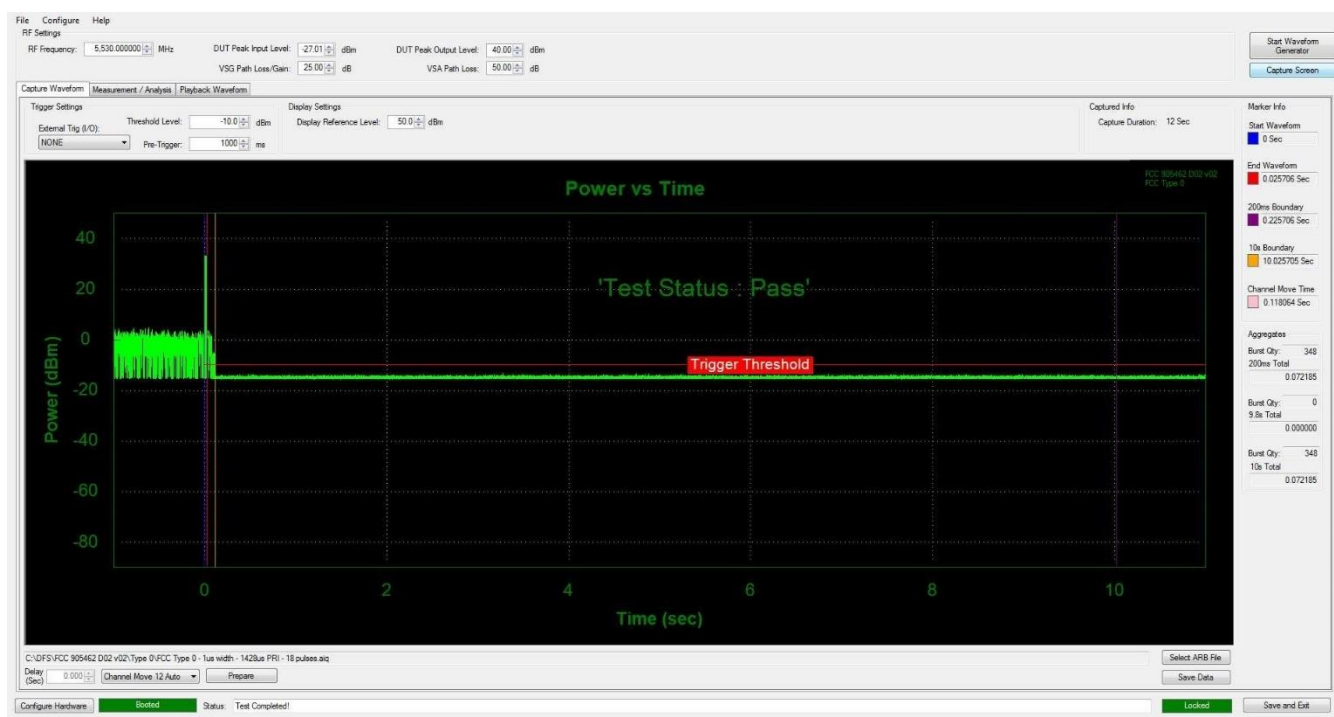 File Configure Help
RF Settings
RF Frequency: 5,530.000000 MHz DUT Peak Input Level: -27.01 dBm DUT Peak Output Level: 40.00 dBm
VSG Path Loss/Gain: 25.00 dB VSA Path Loss: 50.00 dB
Start Waveform Generator
Capture Screen
Capture Waveform Measurement / Analysis Playback Waveform
Trigger Settings
External Trig (I/O): NONE
Threshold Level: -10.0 dBm
Pre-Trigger: 1000 ms
Display Settings
Display Reference Level: 50.0 dBm
Captured Info
Capture Duration: 12 Sec
Power vs Time
FCC 905462 D02 v02
FCC Type 0
'Test Status : Pass'
Trigger Threshold
Power (dBm)
40
20
0
-20
-40
-60
-80
0 2 4 6 8 10
Time (sec)
Marker Info
Start Waveform
0 Sec
End Waveform
0.025706 Sec
200ms Boundary
0.225706 Sec
10s Boundary
10.025705 Sec
Channel Move Time
0.118064 Sec
Aggregates
Burst Qty: 348
200ms Total
0.072185
Burst Qty: 0
9.8s Total
0.000000
Burst Qty: 348
10s Total
0.072185
C:\DFS\FCC 905462 D02 v02\Type 0\FCC Type 0 - 1us width - 1428us PRI - 18 pulses.aiq
Select ARB File
Delay (Sec) 0.000 Channel Move 12 Auto Prepare
Save Data
Configure Hardware Booted Status: Test Completed! Locked Save and Exit